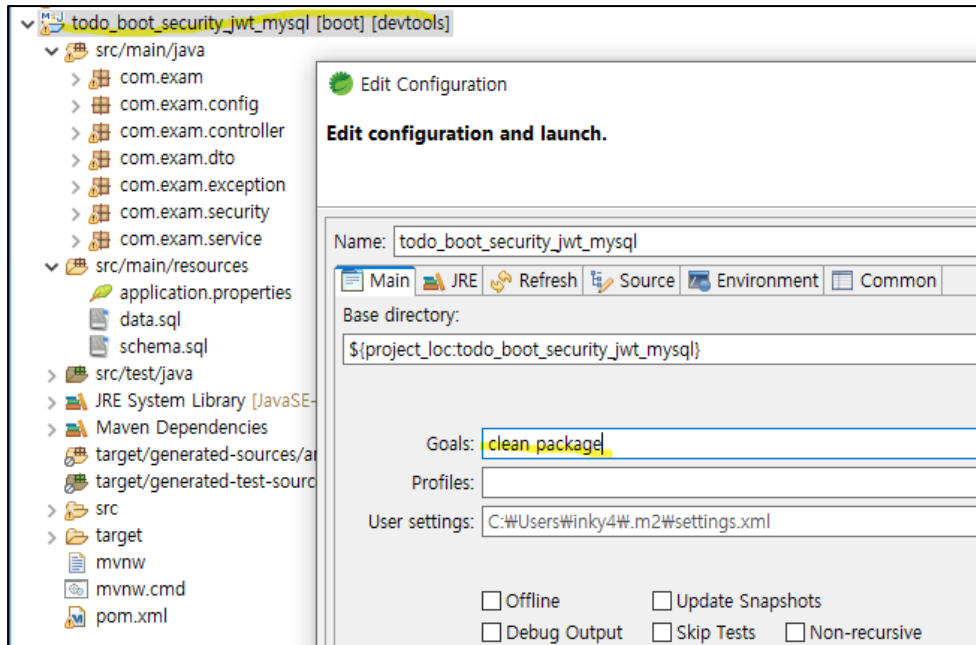 todo_boot_security_jwt_mysql [boot] [devtools]
src/main/java
com.exam
com.exam.config
com.exam.controller
com.exam.dto
com.exam.exception
com.exam.security
com.exam.service
src/main/resources
application.properties
data.sql
schema.sql
src/test/java
JRE System Library [JavaSE-
Maven Dependencies
target/generated-sources/an
target/generated-test-sourc
src
target
mvnw
mvnw.cmd
pom.xml
Edit Configuration
Edit configuration and launch.
Name: todo_boot_security_jwt_mysql
Main JRE Refresh Source Environment Common
Base directory:
${project_loc:todo_boot_security_jwt_mysql}
Goals: clean package
Profiles:
User settings: C:₩Users₩inky4₩.m2₩settings.xml
Offline Update Snapshots
Debug Output Skip Tests Non-recursive